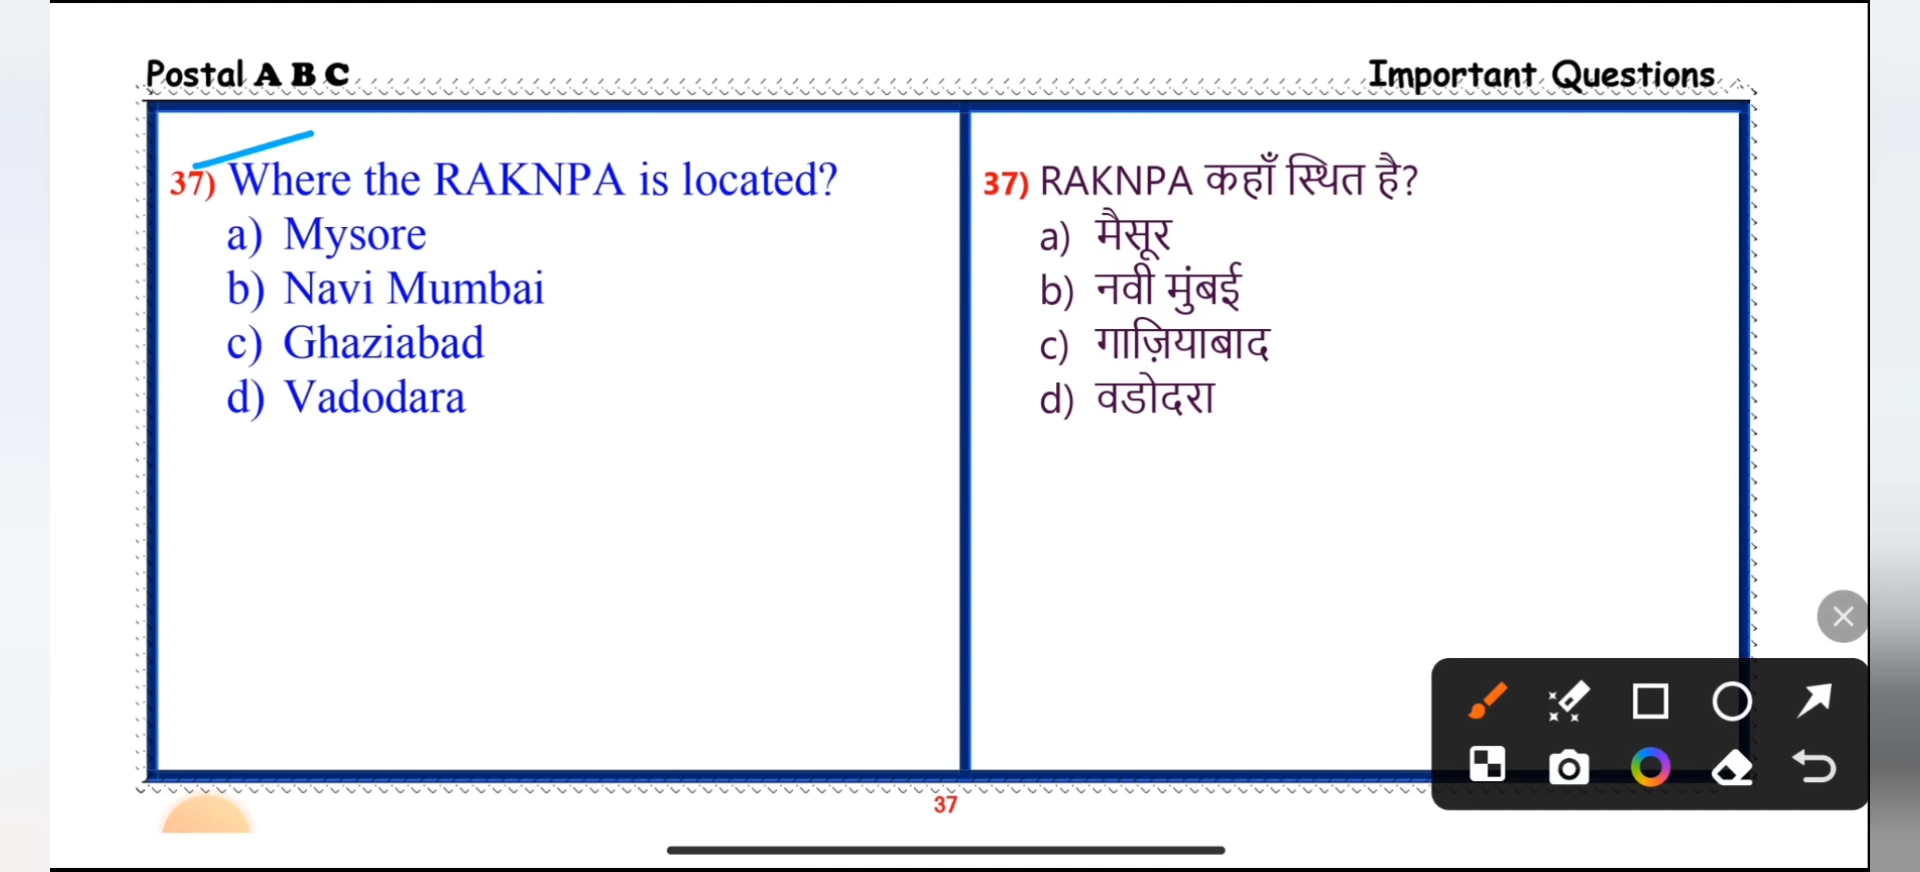 Postal A B C
Important Questions
37) Where the RAKNPA is located?
a) Mysore
b) Navi Mumbai
c) Ghaziabad
d) Vadodara
37) RAKNPA कहाँ स्थित है?
a) मैसूर
b) नवी मुंबई
c) गाज़ियाबाद
d) वडोदरा
37